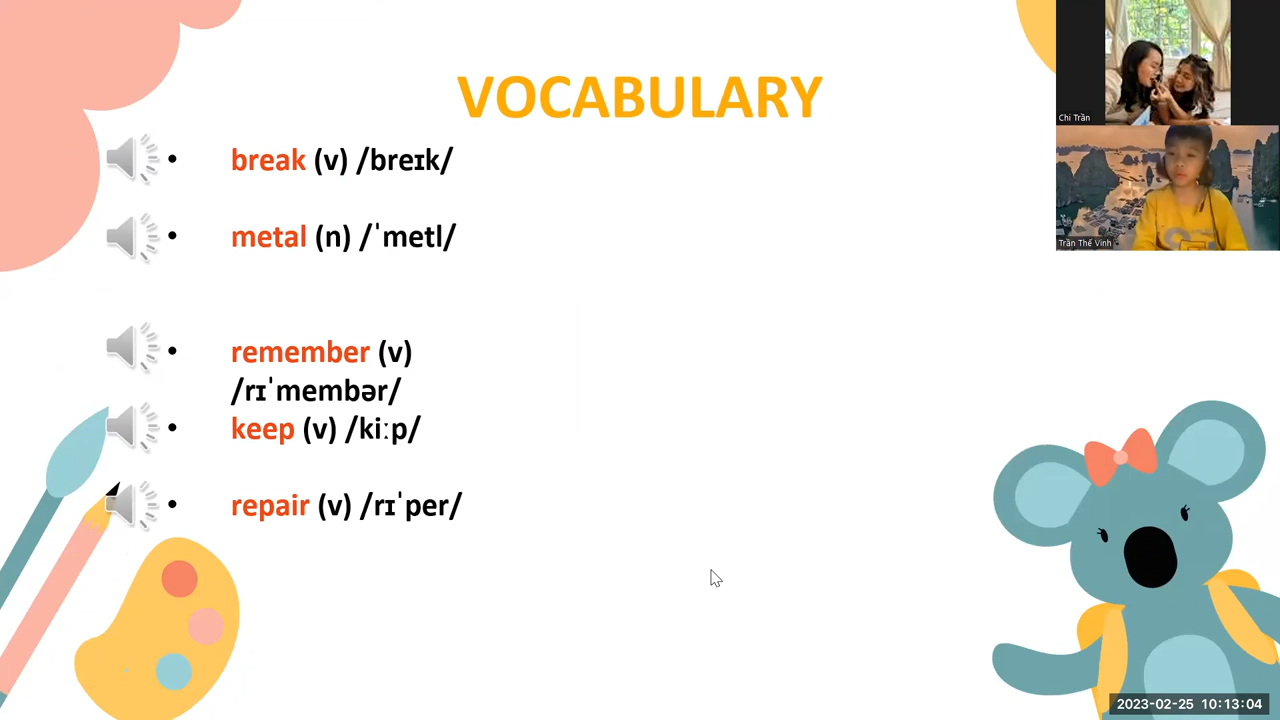 VOCABULARY
• break (v) /breɪk/
• metal (n) /ˈmetl/
• remember (v)
/rɪˈmembər/
• keep (v) /kiːp/
• repair (v) /rɪˈper/
Chi Trần
Trần Thế Vinh
2023-02-25 10:13:04